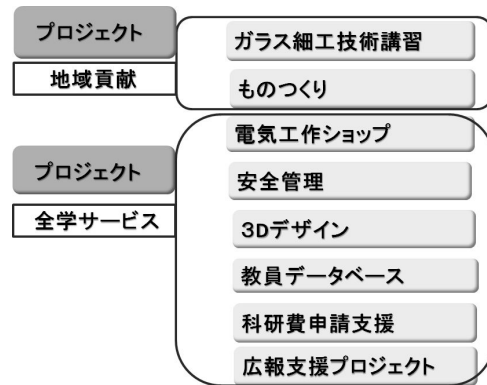 プロジェクト
地域貢献
ガラス細工技術講習
ものつくり
プロジェクト
全学サービス
電気工作ショップ
安全管理
3Dデザイン
教員データベース
科研費申請支援
広報支援プロジェクト